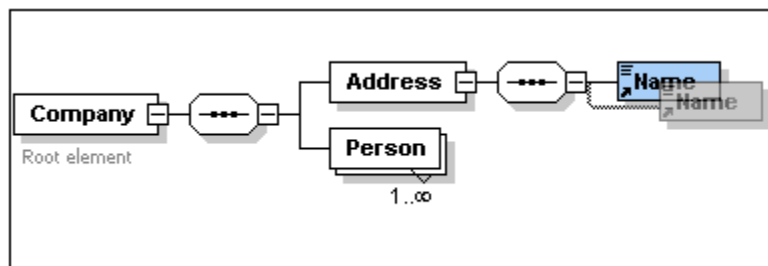 Company
Root element
Address
Name
Name
Person
1..∞